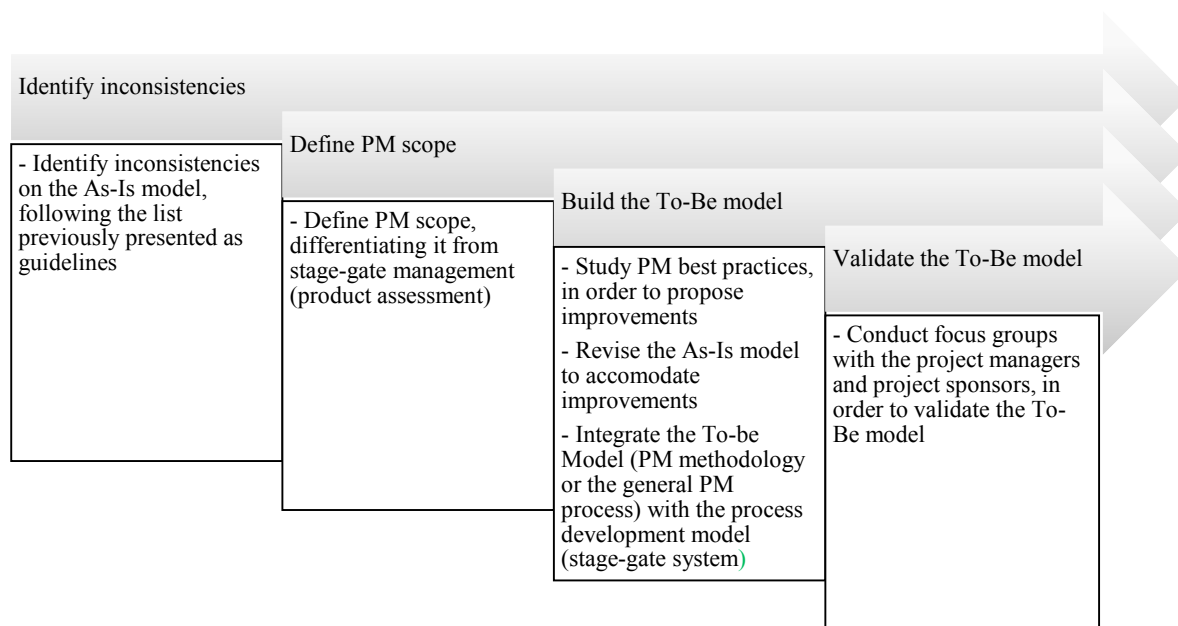 Identify inconsistencies
- Identify inconsistencies
on the As-Is model,
following the list
previously presented as
guidelines
Define PM scope
- Define PM scope,
differentiating it from
stage-gate management
(product assessment)
Build the To-Be model
- Study PM best practices,
in order to propose
improvements
- Revise the As-Is model
to accomodate
improvements
- Integrate the To-be
Model (PM methodology
or the general PM
process) with the process
development model
(stage-gate system)
Validate the To-Be model
- Conduct focus groups
with the project managers
and project sponsors, in
order to validate the To-
Be model